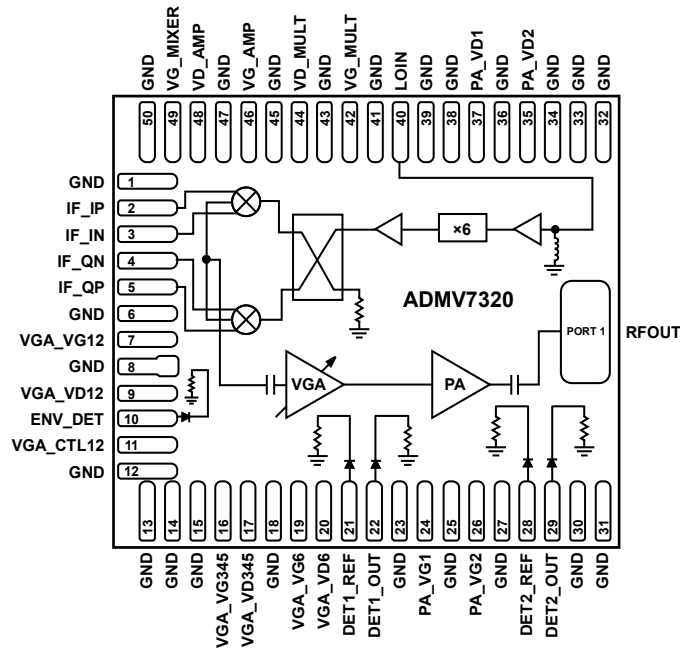 GND
VG_MIXER
VD_AMP
GND
VG_AMP
GND
VD_MULT
GND
VG_MULT
GND
LOIN
GND
GND
PA_VD1
GND
PA_VD2
GND
GND
GND
50
49
48
47
46
45
44
43
42
41
40
39
38
37
36
35
34
33
32
GND 1
IF_IP 2
IF_IN 3
IF_QN 4
IF_QP 5
GND 6
VGA_VG12 7
GND 8
VGA_VD12 9
ENV_DET 10
VGA_CTL12 11
GND 12
×6
ADMV7320
PORT 1
RFOUT
VGA
PA
13
14
15
16
17
18
19
20
21
22
23
24
25
26
27
28
29
30
31
GND
GND
GND
VGA_VG345
VGA_VD345
GND
VGA_VG6
VGA_VD6
DET1_REF
DET1_OUT
GND
PA_VG1
GND
PA_VG2
GND
DET2_REF
DET2_OUT
GND
GND